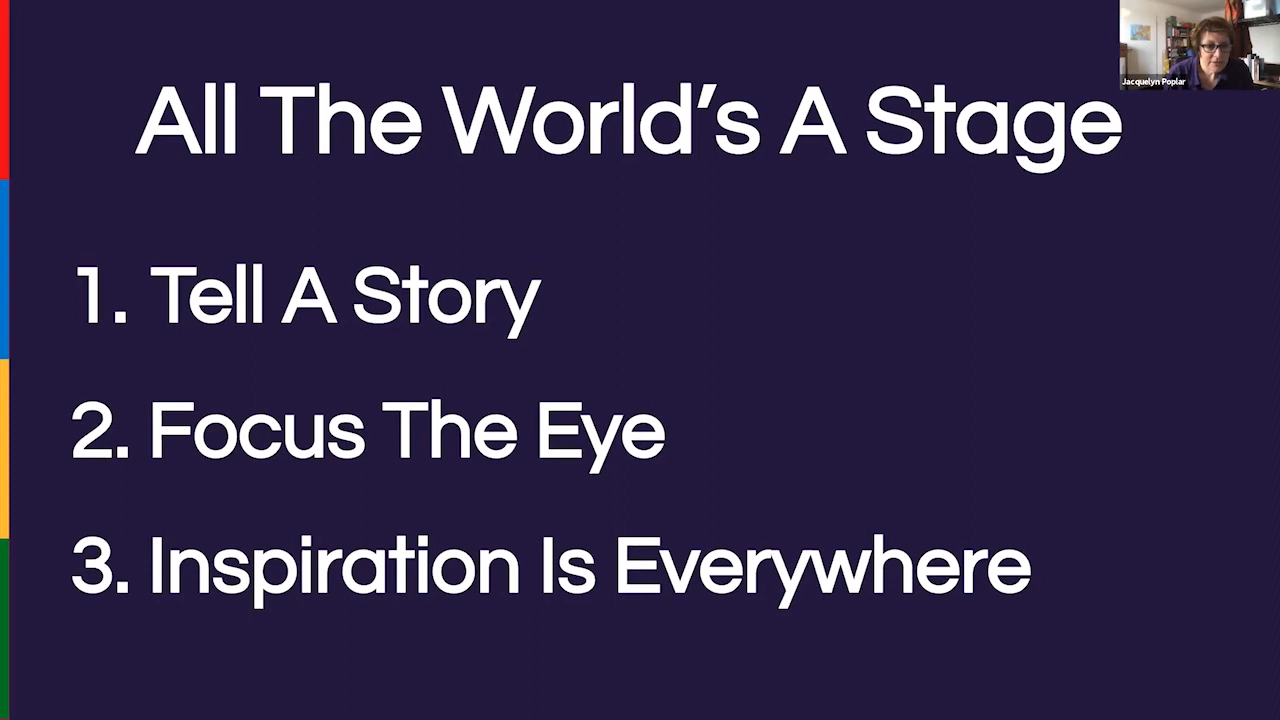 Jacquelyn Poplar
All The World’s A Stage
1. Tell A Story
2. Focus The Eye
3. Inspiration Is Everywhere